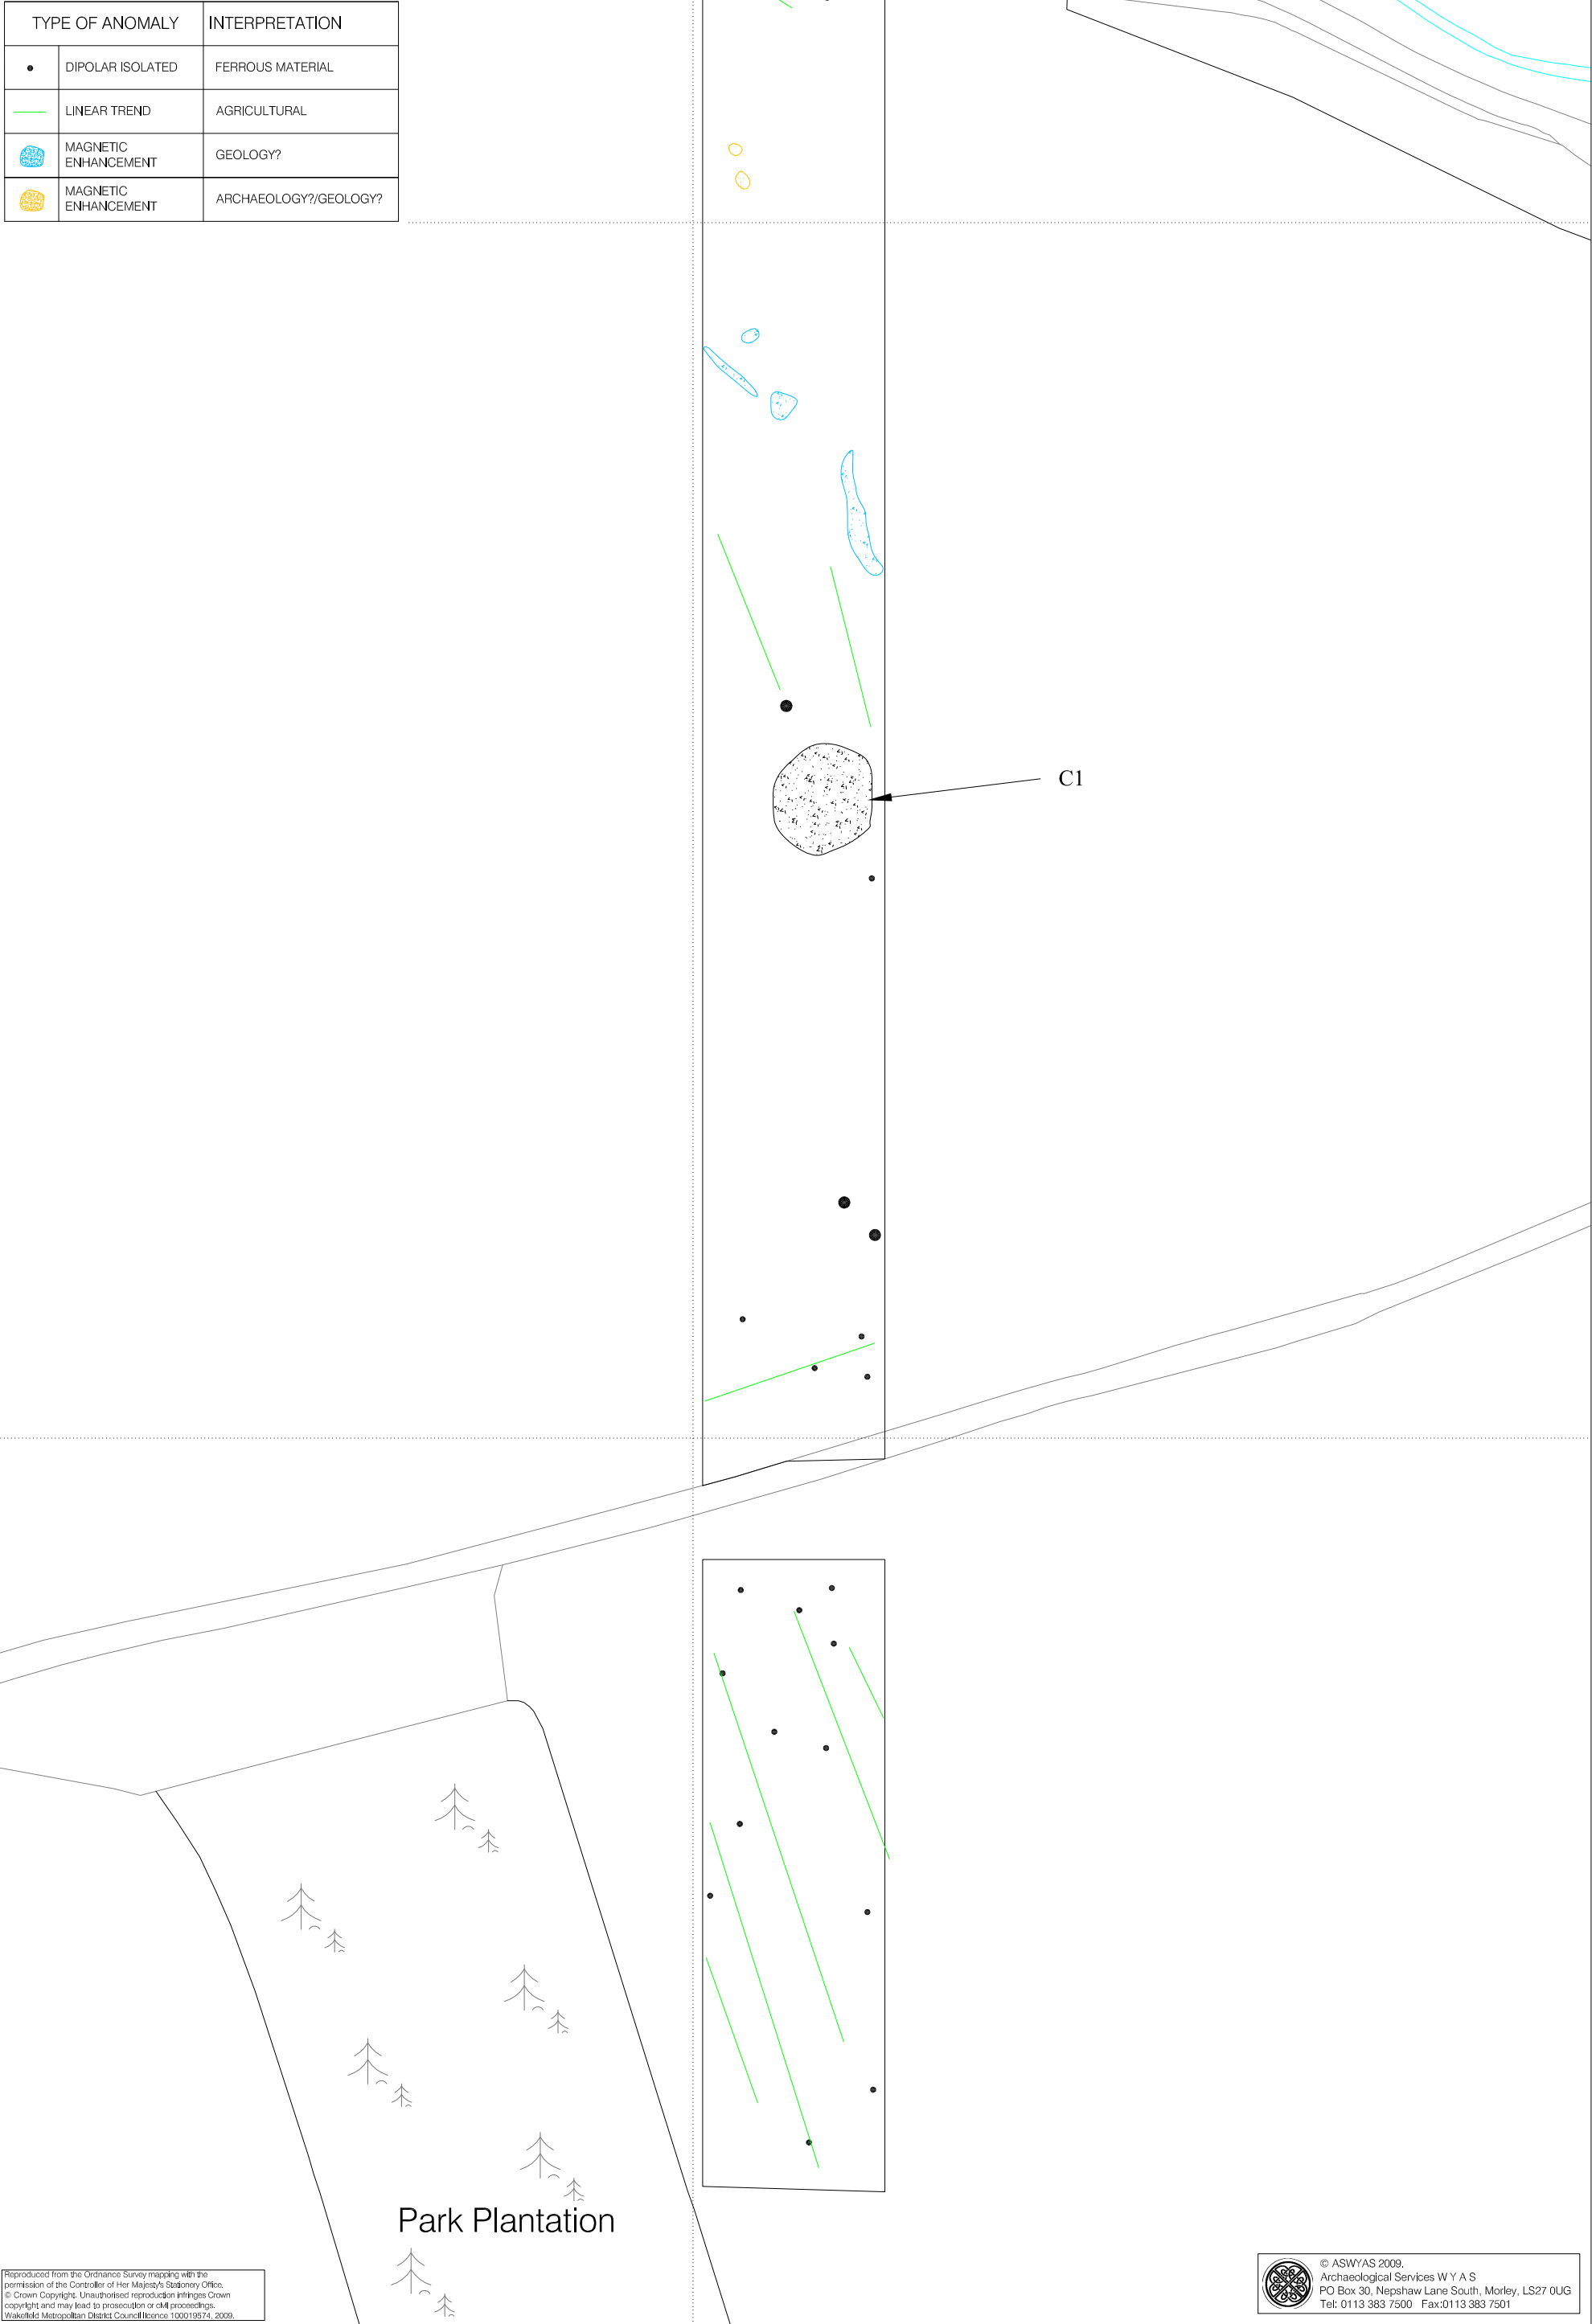 TYPE OF ANOMALY INTERPRETATION
DIPOLAR ISOLATED FERROUS MATERIAL
LINEAR TREND AGRICULTURAL
MAGNETIC
ENHANCEMENT
GEOLOGY?
MAGNETIC
ENHANCEMENT
ARCHAEOLOGY?/GEOLOGY?
C1
Park Plantation
Reproduced from the Ordnance Survey mapping with the
permission of the Controller of Her Majesty's Stationery Office.
© Crown Copyright. Unauthorised reproduction infringes Crown
copyright and may lead to prosecution or civil proceedings.
Wakefield Metropolitan District Council licence 100019574, 2009.
© ASWYAS 2009.
Archaeological Services W Y A S
PO Box 30, Nepshaw Lane South, Morley, LS27 0UG
Tel: 0113 383 7500 Fax:0113 383 7501